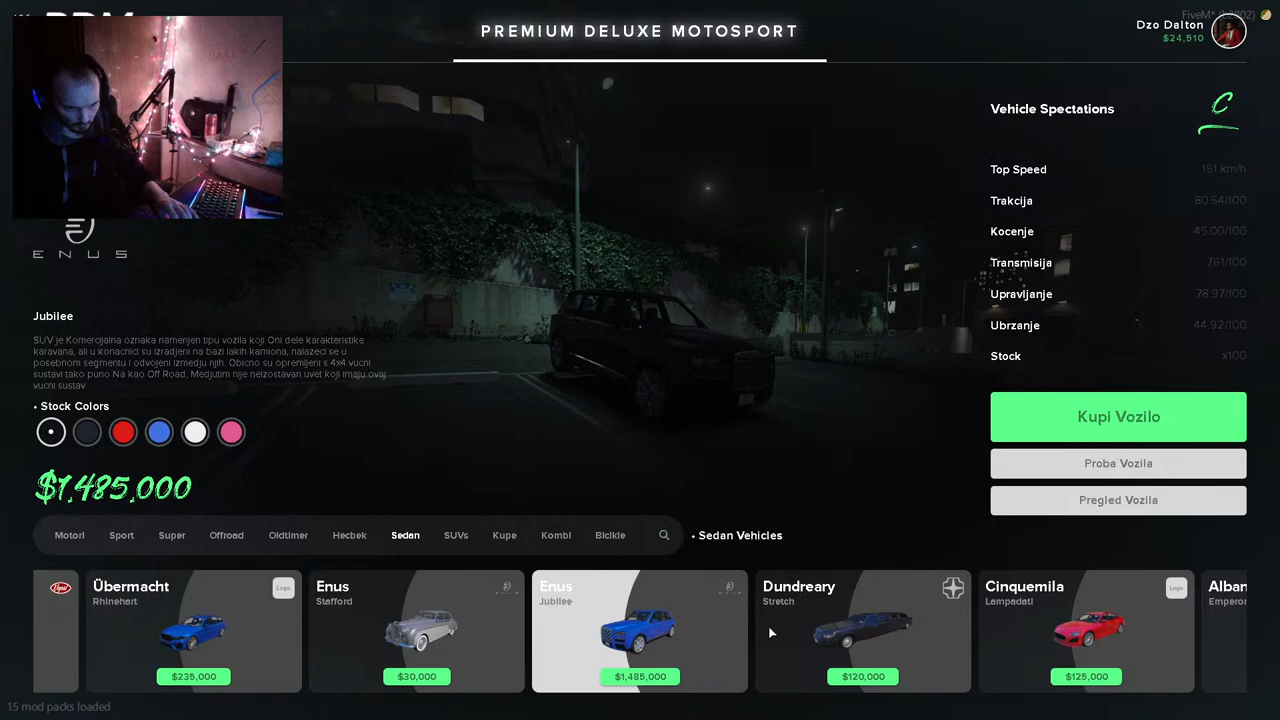 PREMIUM DELUXE MOTOSPORT
FiveM* (b2802)
Dzo Dalton
$24,510
ENUS
Jubilee
SUV je Komercijalna oznaka namenjen tipu vozila koji Oni dele karakteristike
karavana, ali u konacnici su izradjeni na bazi lakih kamiona, nalazeci se u
posebnom segmentu i odvojeni izmedju njih. Obicno su opremljeni s 4x4 vucni
sustavi tako puno Na kao Off Road, Medjutim nije neizostavan uvet koji Imaju ovaj
vucni sustav
• Stock Colors
$1,485,000
Vehicle Spectations
C
Top Speed 151 km/h
Trakcija 80.54/100
Kocenje 45.00/100
Transmisija 7.61/100
Upravljanje 78.97/100
Ubrzanje 44.92/100
Stock x100
Kupi Vozilo
Proba Vozila
Pregled Vozila
Motori Sport Super Offroad Oldtimer Hecbek Sedan SUVs Kupe Kombi Bicikle
• Sedan Vehicles
Übermacht
Rhinehart
Logo
$235,000
Enus
Stafford
$30,000
Enus
Jubilee
$1,485,000
Dundreary
Stretch
$120,000
Cinquemila
Lampadati
Logo
$125,000
Alban
Emperor
15 mod packs loaded